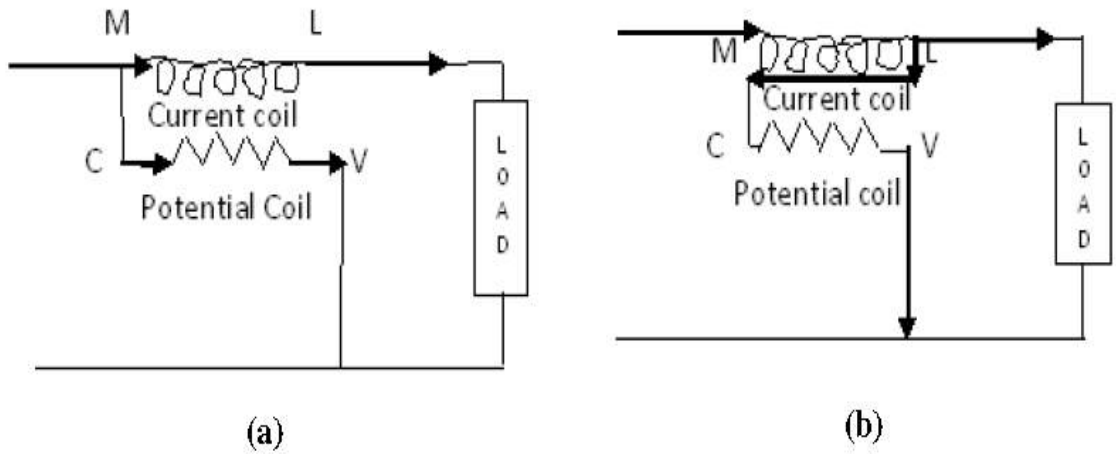 M L
Current coil
C V
Potential Coil
L
O
A
D
(a)
M L
Current coil
C V
Potential coil
L
O
A
D
(b)